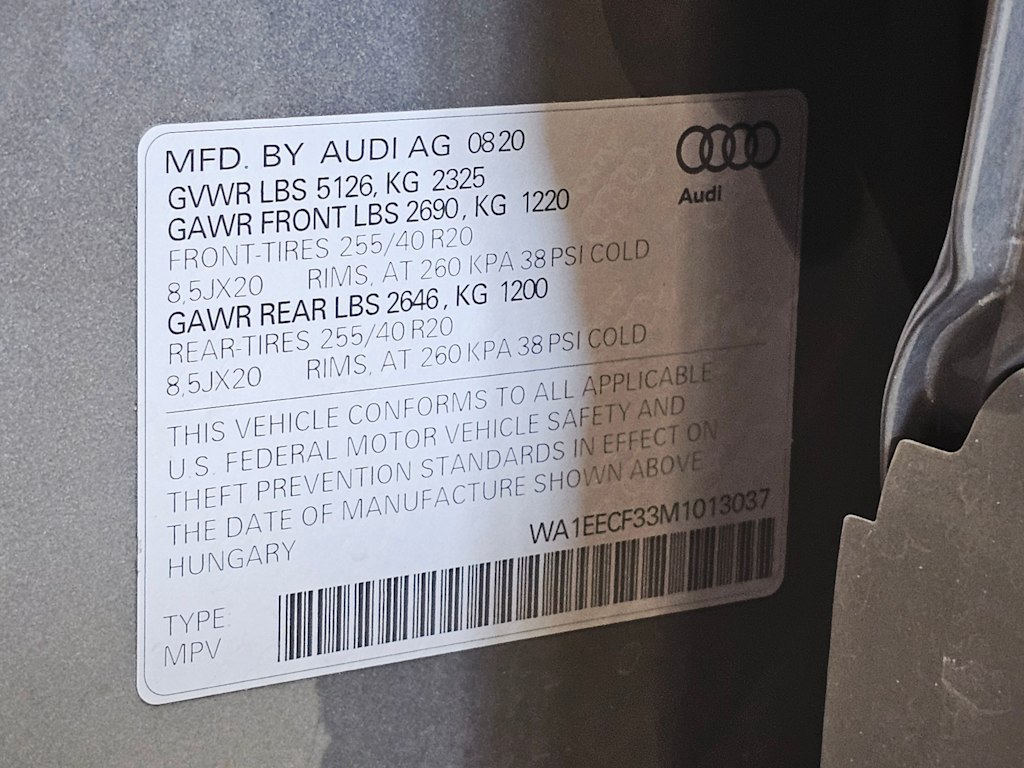 MFD. BY AUDI AG 0820
GVWR LBS 5126, KG 2325
GAWR FRONT LBS 2690, KG 1220
FRONT-TIRES 255/40 R20
8,5JX20 RIMS, AT 260 KPA 38 PSI COLD
GAWR REAR LBS 2646, KG 1200
REAR-TIRES 255/40 R20
8,5JX20 RIMS, AT 260 KPA 38 PSI COLD
Audi
THIS VEHICLE CONFORMS TO ALL APPLICABLE
U.S. FEDERAL MOTOR VEHICLE SAFETY AND
THEFT PREVENTION STANDARDS IN EFFECT ON
THE DATE OF MANUFACTURE SHOWN ABOVE
HUNGARY
WA1EECF33M1013037
TYPE:
MPV